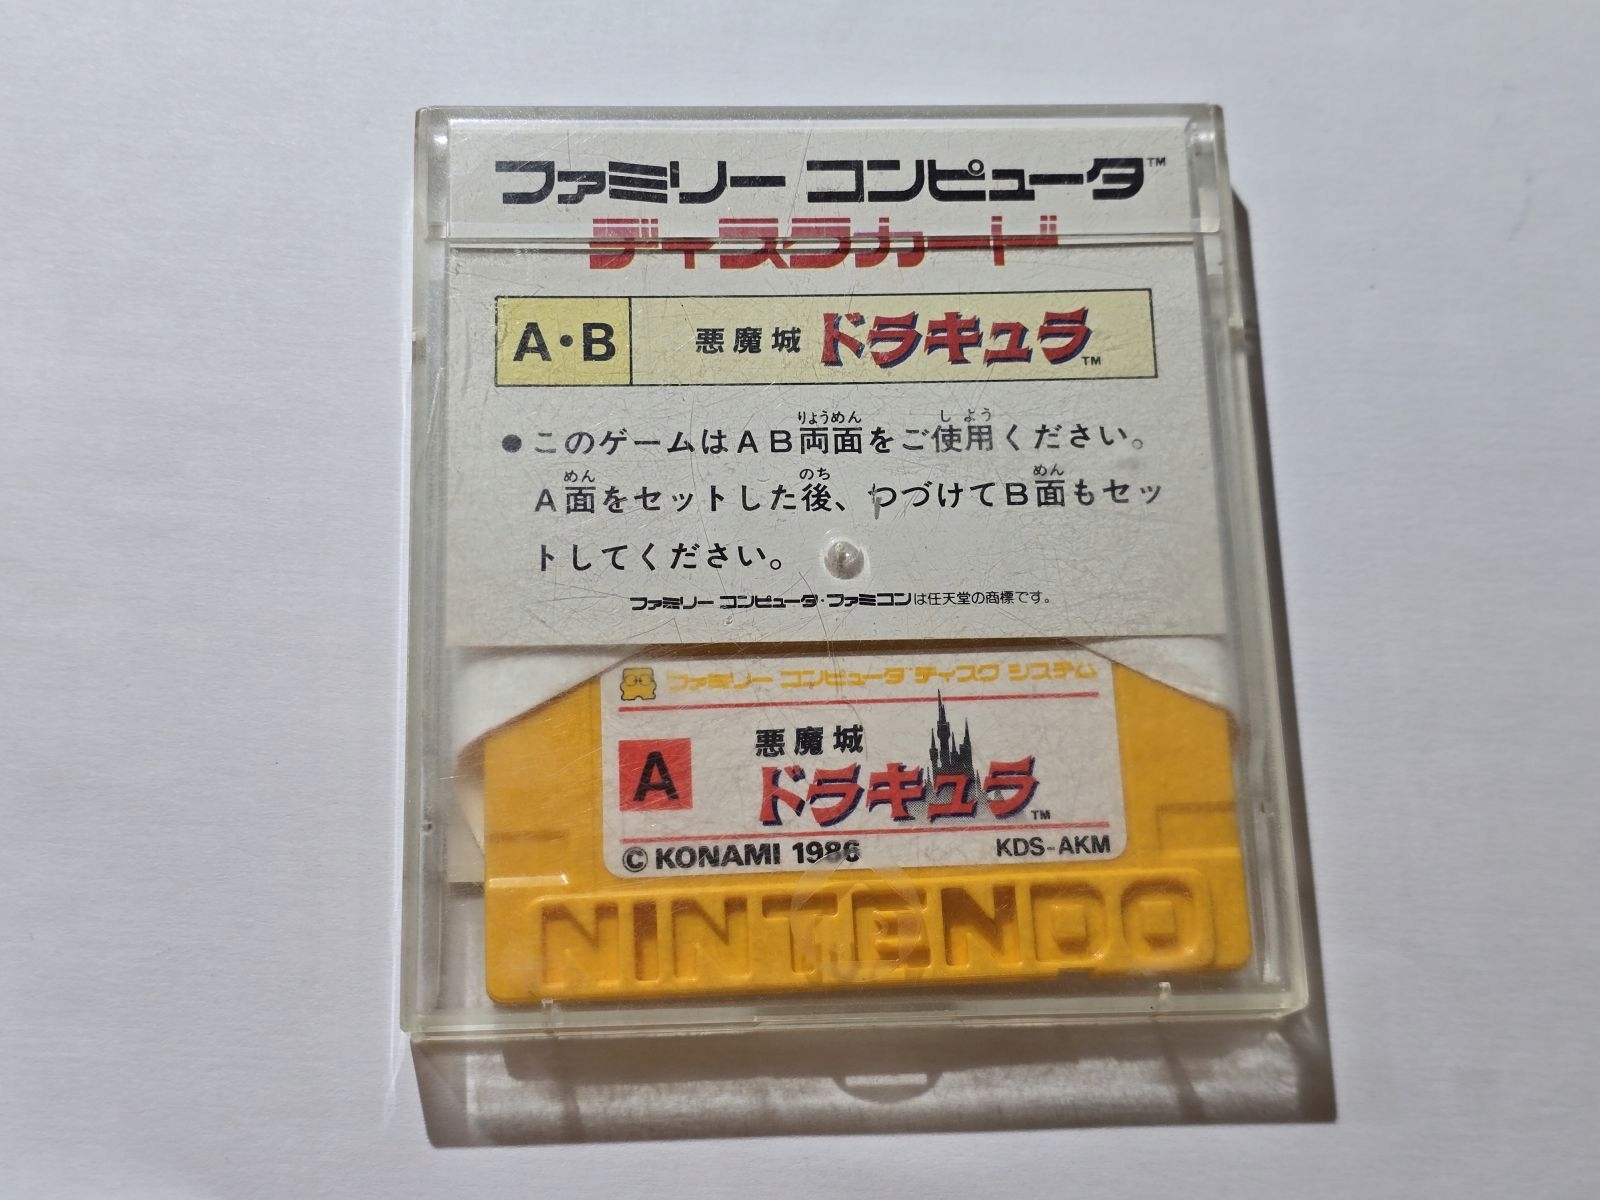 ファミリー コンピュータ™
ディスクカード
A・B 悪魔城 ドラキュラ™
●このゲームはAB両面をご使用ください。
A面をセットした後、つづけてB面もセッ
トしてください。
ファミリー コンピュータ・ファミコンは任天堂の商標です。
ファミリー コンピュータ ディスク システム
A
悪魔城
ドラキュラ™
© KONAMI 1986 KDS-AKM
NINTENDO